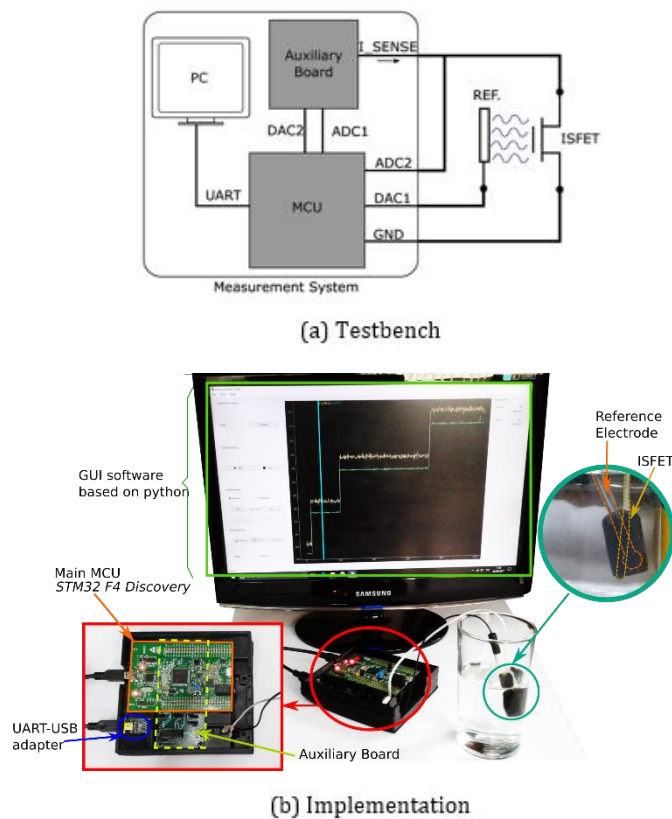 Auxiliary
Board
I_SENSE
PC
REF.
DAC2
ADC1
ISFET
ADC2
UART
MCU
DAC1
GND
Measurement System
(a) Testbench
Reference
Electrode
ISFET
GUI software
based on python
Main MCU
STM32 F4 Discovery
SAMSUNG
UART-USB
adapter
Auxiliary Board
(b) Implementation